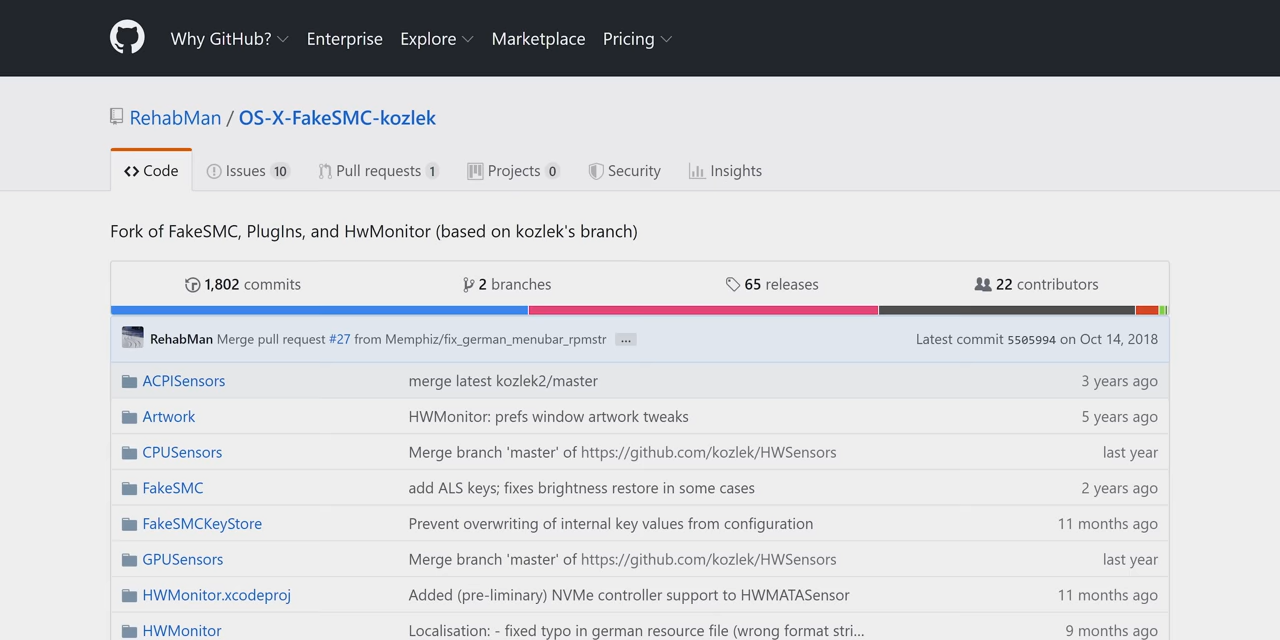 Why GitHub? Enterprise Explore Marketplace Pricing
RehabMan / OS-X-FakeSMC-kozlek
Code Issues 10 Pull requests 1 Projects 0 Security Insights
Fork of FakeSMC, PlugIns, and HwMonitor (based on kozlek's branch)
1,802 commits 2 branches 65 releases 22 contributors
RehabMan Merge pull request #27 from Memphiz/fix_german_menubar_rpmstr ... Latest commit 5505994 on Oct 14, 2018
ACPISensors merge latest kozlek2/master 3 years ago
Artwork HWMonitor: prefs window artwork tweaks 5 years ago
CPUSensors Merge branch 'master' of https://github.com/kozlek/HWSensors last year
FakeSMC add ALS keys; fixes brightness restore in some cases 2 years ago
FakeSMCKeyStore Prevent overwriting of internal key values from configuration 11 months ago
GPUSensors Merge branch 'master' of https://github.com/kozlek/HWSensors last year
HWMonitor.xcodeproj Added (pre-liminary) NVMe controller support to HWMATASensor 11 months ago
HWMonitor Localisation: - fixed typo in german resource file (wrong format stri... 9 months ago